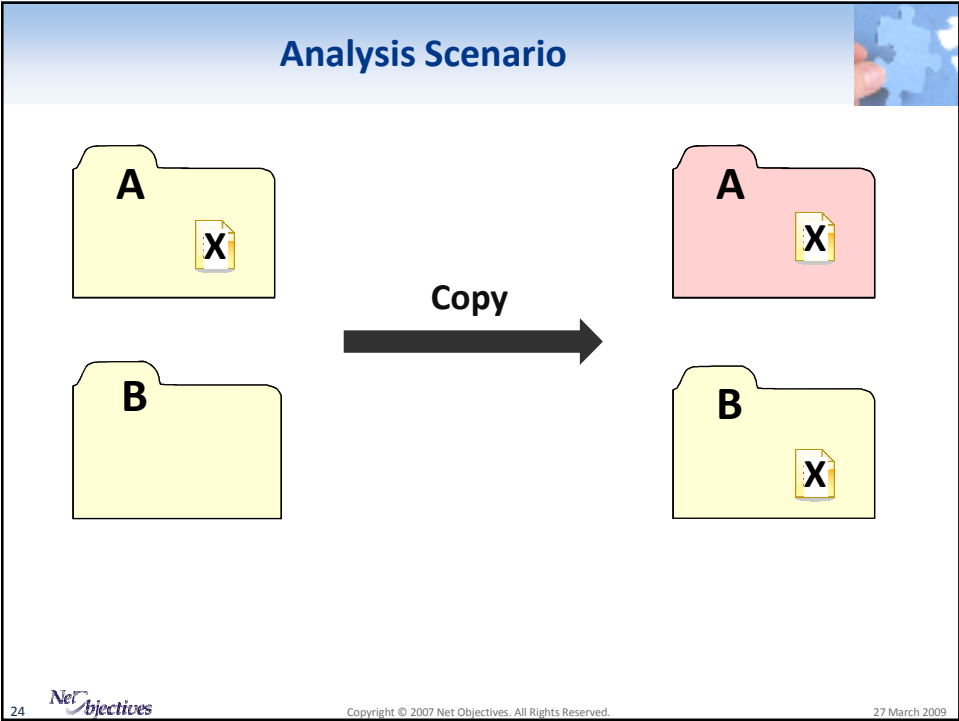 Analysis Scenario
A
X
A
X
Copy
B
B
X
24
Net Objectives
Copyright © 2007 Net Objectives. All Rights Reserved.
27 March 2009